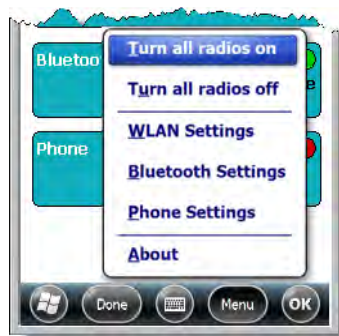 Bluetoo
Turn all radios on
e
Turn all radios off
Phone
WLAN Settings
Bluetooth Settings
Phone Settings
About
Done
Menu
OK